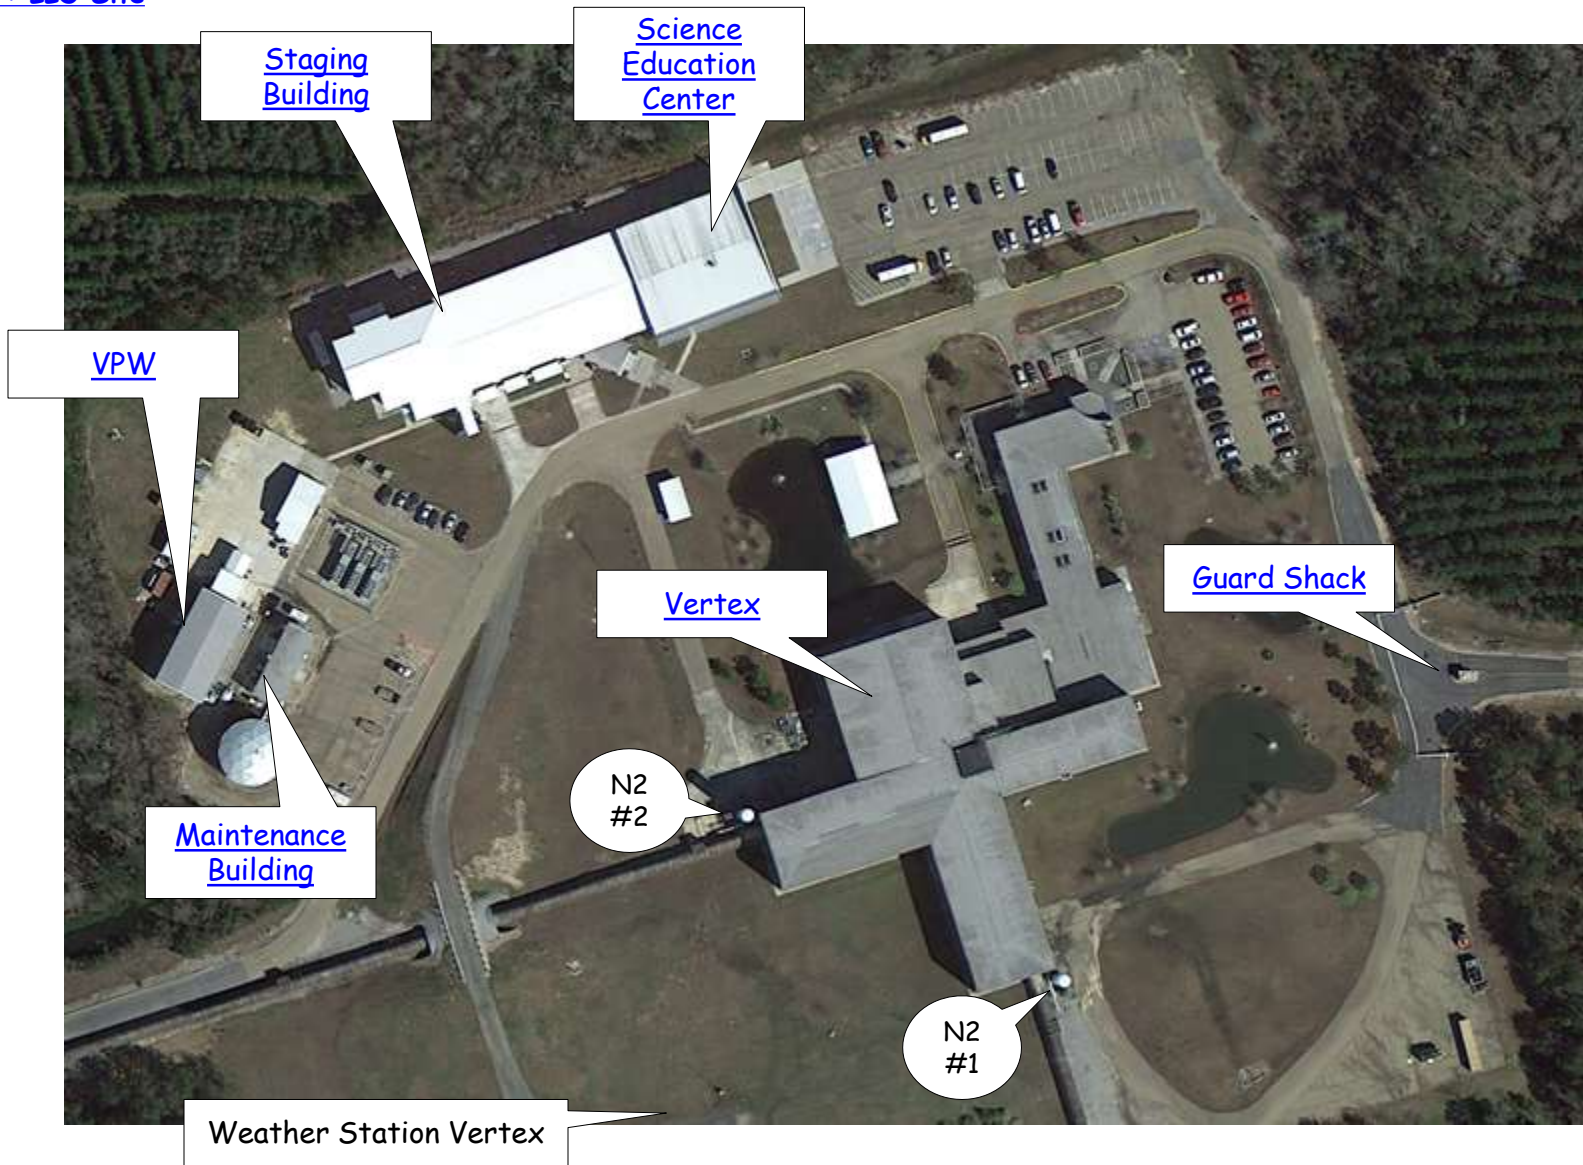 Staging
Building
Science
Education
Center
VPW
Vertex
Guard Shack
N2
#2
Maintenance
Building
N2
#1
Weather Station Vertex